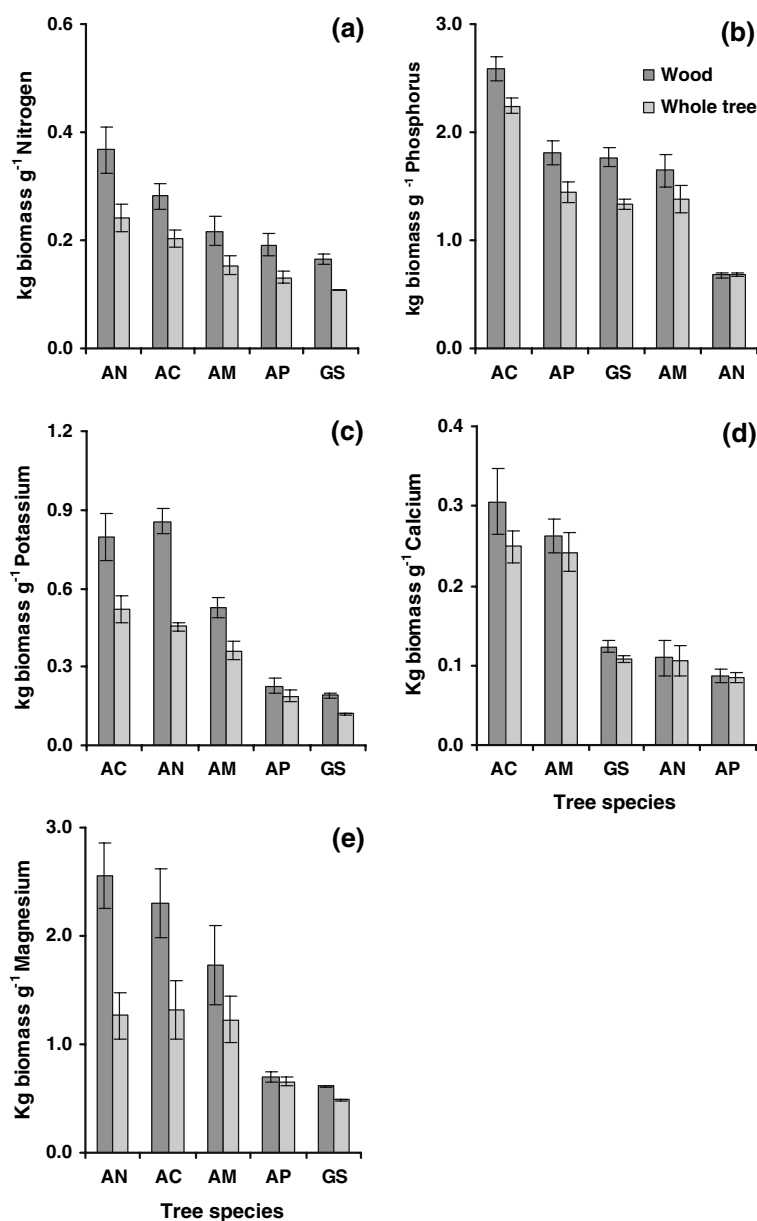 (a)
kg biomass g-1 Nitrogen
0.6
0.4
0.2
0.0
AN AC AM AP GS
(b)
kg biomass g -1 Phosphorus
3.0
2.0
1.0
0.0
Wood
Whole tree
AC AP GS AM AN
(c)
kg biomass g-1 Potassium
1.2
0.9
0.6
0.3
0.0
AC AN AM AP GS
(d)
Kg biomass g-1 Calcium
0.4
0.3
0.2
0.1
0.0
AC AM GS AN AP
Tree species
(e)
Kg biomass g-1 Magnesium
3.0
2.0
1.0
0.0
AN AC AM AP GS
Tree species